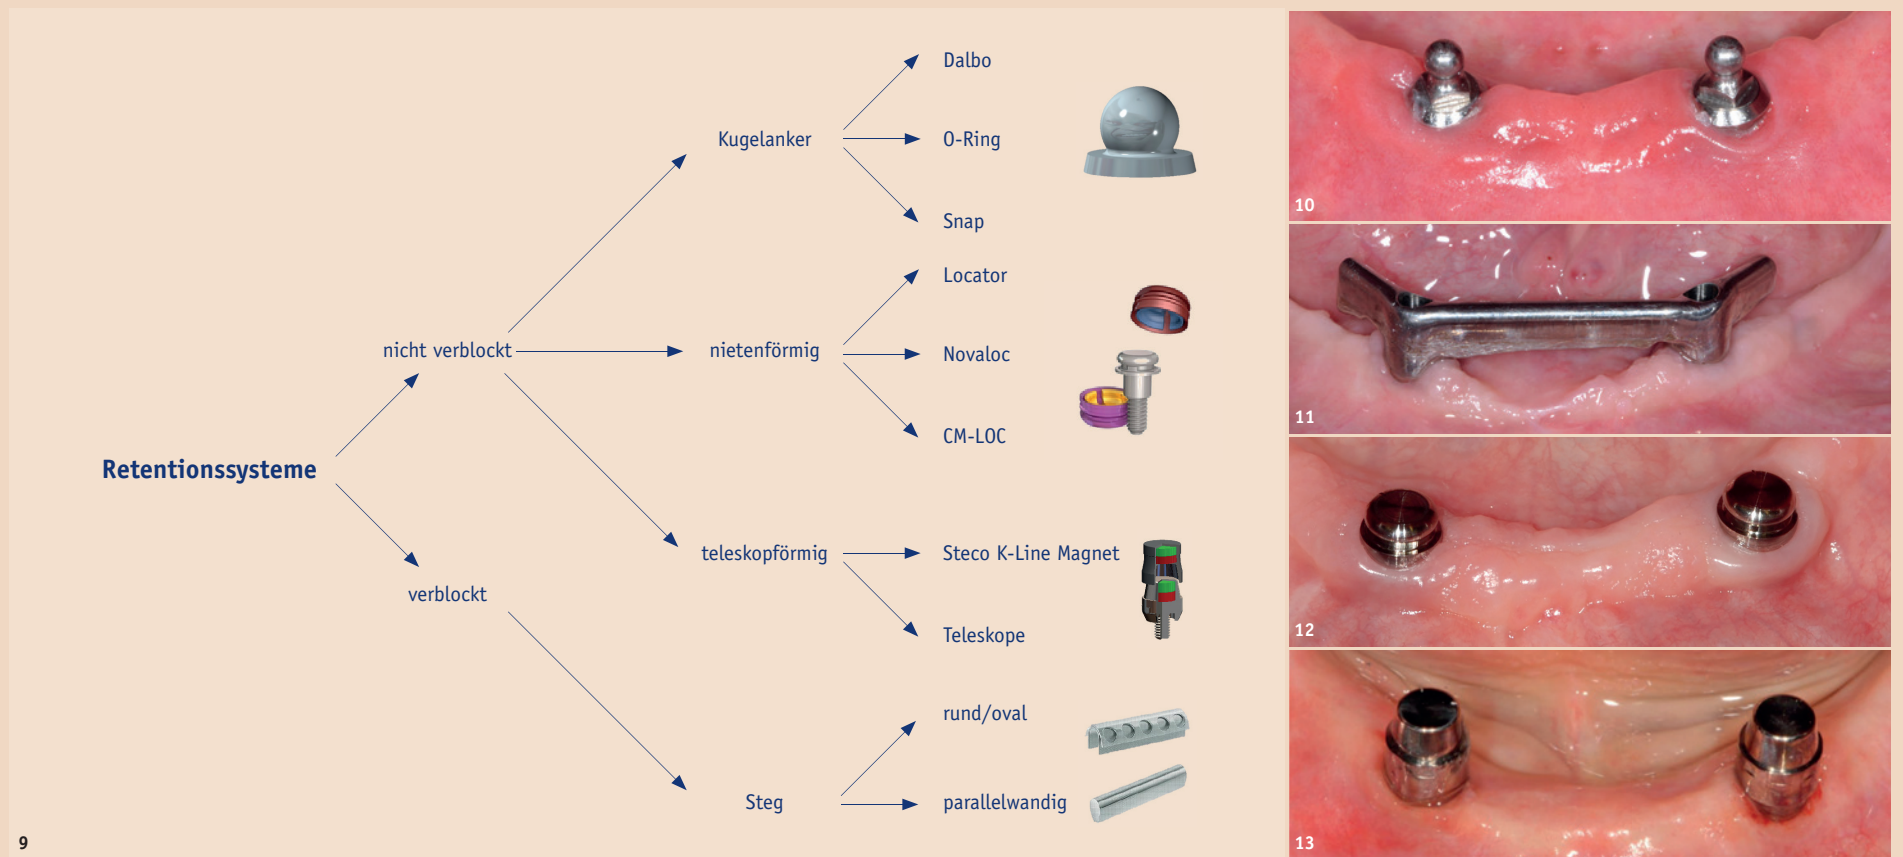 Dalbo
Kugelanker
O-Ring
Snap
Locator
nicht verblockt
nietenförmig
Novaloc
CM-LOC
Retentionssysteme
teleskopförmig
Steco K-Line Magnet
verblockt
Teleskope
rund/oval
Steg
parallelwandig
9
10
11
12
13